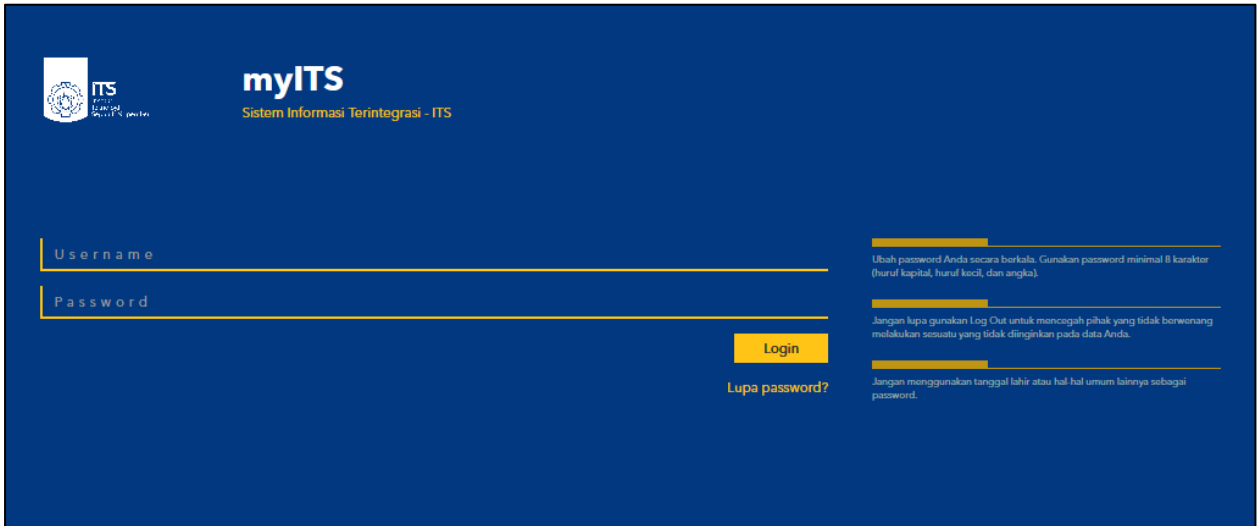 ITS
myITS
Sistem Informasi Terintegrasi - ITS
Username
Password
Login
Lupa password?
Ubah password Anda secara berkala. Gunakan password minimal 8 karakter
(huruf kapital, huruf kecil, dan angka).
Jangan lupa gunakan Log Out untuk mencegah pihak yang tidak berwenang
melakukan sesuatu yang tidak diinginkan pada data Anda.
Jangan menggunakan tanggal lahir atau hal-hal umum lainnya sebagai
password.